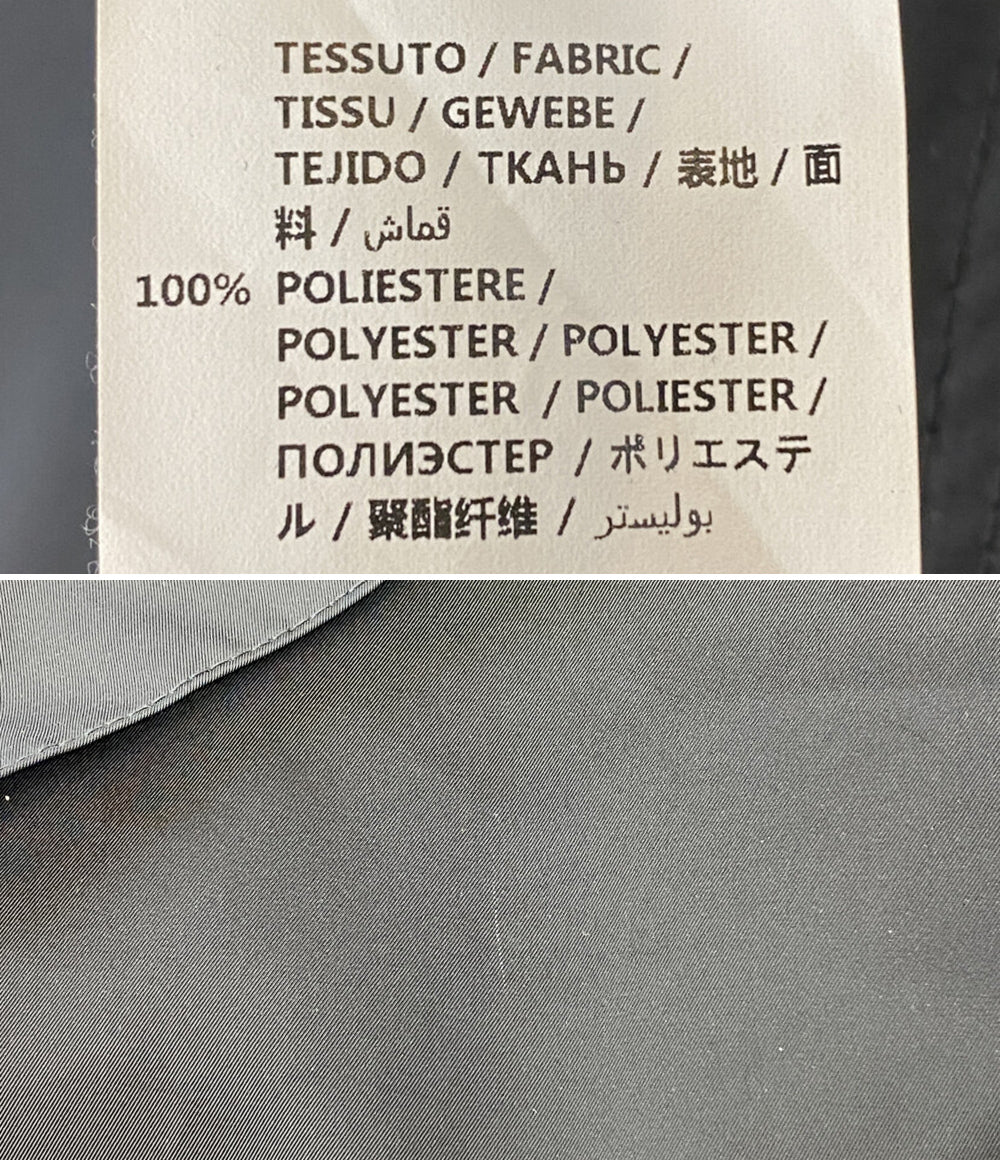 TESSUTO / FABRIC /
TISSU / GEWEBE /
TEJIDO / ТКАНЬ / 表地 / 面
料 / قماش
100% POLIESTERE /
POLYESTER / POLYESTER /
POLYESTER / POLIESTER /
ПОЛИЭСТЕР / ポリエステ
ル / 聚酯纤维 / بوليستر